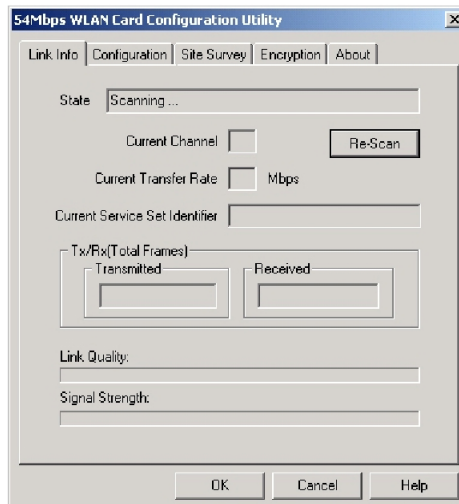 54Mbps WLAN Card Configuration Utility
Link Info Configuration Site Survey Encryption About
State Scanning ...
Current Channel Re-Scan
Current Transfer Rate Mbps
Current Service Set Identifier
Tx/Rx(Total Frames)
Transmitted Received
Link Quality:
Signal Strength:
OK Cancel Help